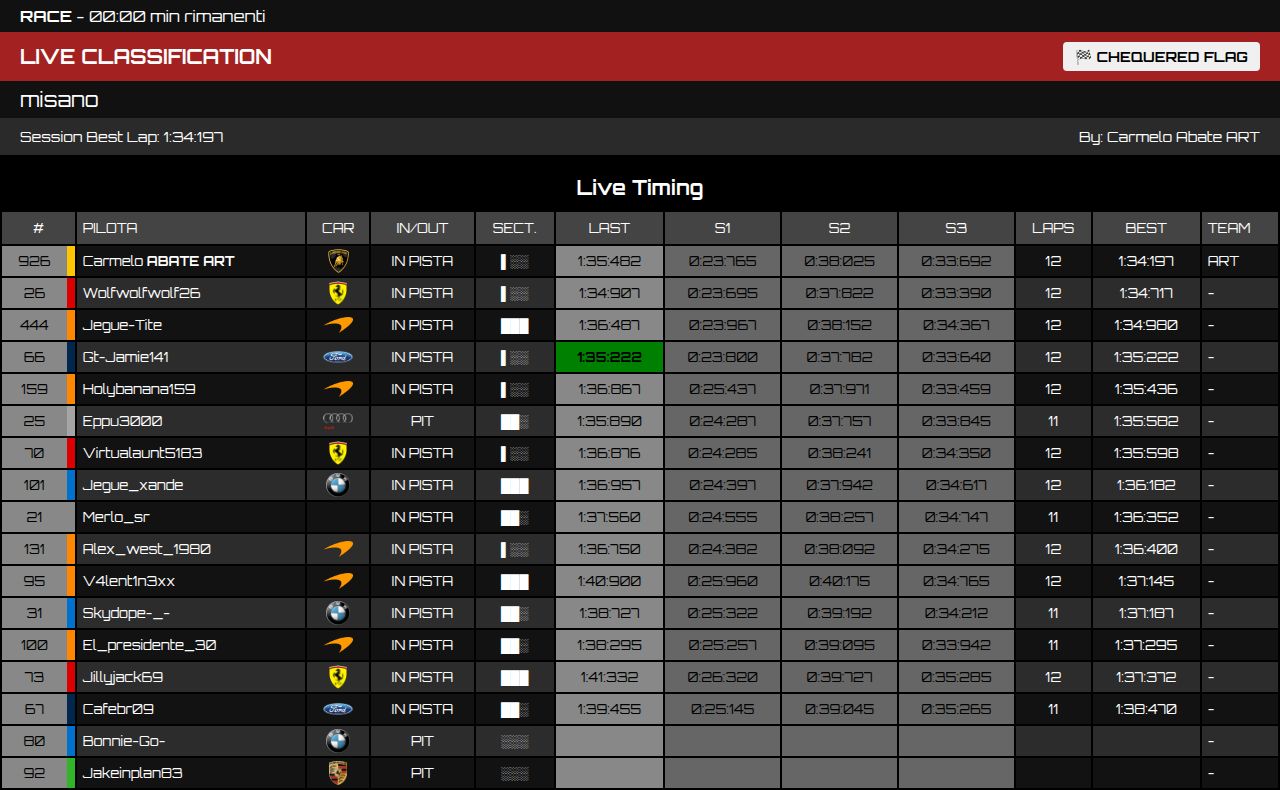 RACE - 00:00 min rimanenti
LIVE CLASSIFICATION
CHEQUERED FLAG
misano
Session Best Lap: 1:34:197 By: Carmelo Abate ART
Live Timing
# PILOTA CAR IN/OUT SECT. LAST S1 S2 S3 LAPS BEST TEAM
926 Carmelo ABATE ART IN PISTA 1:35:482 0:23:765 0:38:025 0:33:692 12 1:34:197 ART
26 Wolfwolfwolf26 IN PISTA 1:34:907 0:23:695 0:37:822 0:33:390 12 1:34:717 -
444 Jegue-Tite IN PISTA 1:36:487 0:23:967 0:38:152 0:34:367 12 1:34:980 -
66 Gt-Jamie141 Ford IN PISTA 1:35:222 0:23:800 0:37:782 0:33:640 12 1:35:222 -
159 Holybanana159 IN PISTA 1:36:867 0:25:437 0:37:971 0:33:459 12 1:35:436 -
25 Eppu3000 PIT 1:35:890 0:24:287 0:37:757 0:33:845 11 1:35:582 -
70 Virtualaunt5183 IN PISTA 1:36:876 0:24:285 0:38:241 0:34:350 12 1:35:598 -
101 Jegue_xande IN PISTA 1:36:957 0:24:397 0:37:942 0:34:617 12 1:36:182 -
21 Merlo_sr IN PISTA 1:37:560 0:24:555 0:38:257 0:34:747 11 1:36:352 -
131 Alex_west_1980 IN PISTA 1:36:750 0:24:382 0:38:092 0:34:275 12 1:36:400 -
95 V4lent1n3xx IN PISTA 1:40:900 0:25:960 0:40:175 0:34:765 12 1:37:145 -
31 Skydope-_- IN PISTA 1:38:727 0:25:322 0:39:192 0:34:212 11 1:37:187 -
100 El_presidente_30 IN PISTA 1:38:295 0:25:257 0:39:095 0:33:942 11 1:37:295 -
73 Jillyjack69 IN PISTA 1:41:332 0:26:320 0:39:727 0:35:285 12 1:37:372 -
67 Cafebr09 Ford IN PISTA 1:39:455 0:25:145 0:39:045 0:35:265 11 1:38:470 -
80 Bonnie-Go- PIT -
92 Jakeinplan83 PIT -